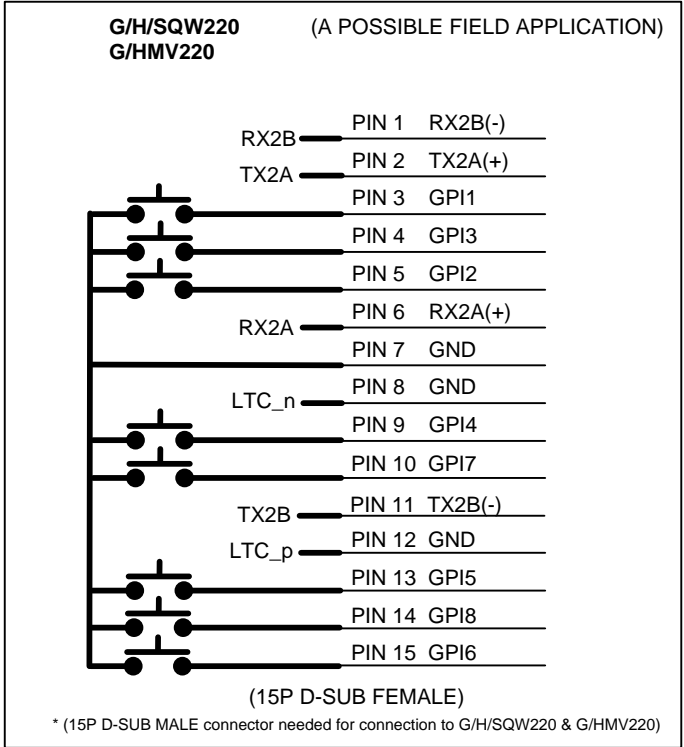 G/H/SQW220 (A POSSIBLE FIELD APPLICATION)
G/HMV220
RX2B PIN 1 RX2B(-)
TX2A PIN 2 TX2A(+)
PIN 3 GPI1
PIN 4 GPI3
PIN 5 GPI2
RX2A PIN 6 RX2A(+)
PIN 7 GND
LTC_n PIN 8 GND
PIN 9 GPI4
PIN 10 GPI7
TX2B PIN 11 TX2B(-)
LTC_p PIN 12 GND
PIN 13 GPI5
PIN 14 GPI8
PIN 15 GPI6
(15P D-SUB FEMALE)
* (15P D-SUB MALE connector needed for connection to G/H/SQW220 & G/HMV220)